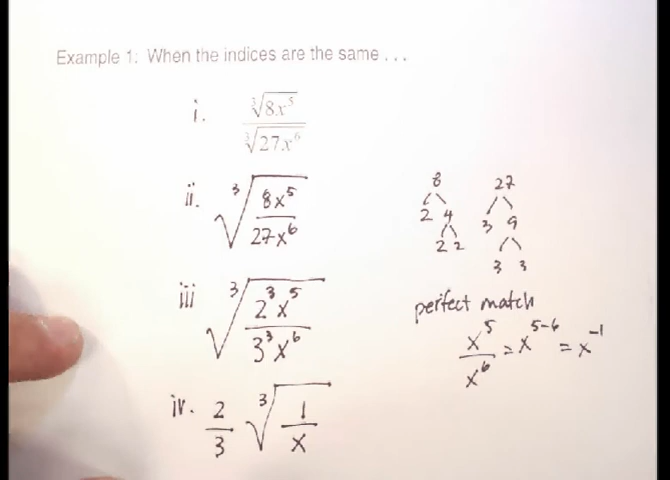 Example 1: When the indices are the same . . .
i. ∛(8x⁵) / ∛(27x⁶)
ii. ∛(8x⁵ / 27x⁶)
8
2 4
2 2
27
3 9
3 3
iii ∛(2³x⁵ / 3³x⁶)
perfect match
x⁵/x⁶ = x⁵⁻⁶ = x⁻¹
iv. 2/3 ∛(1/x)